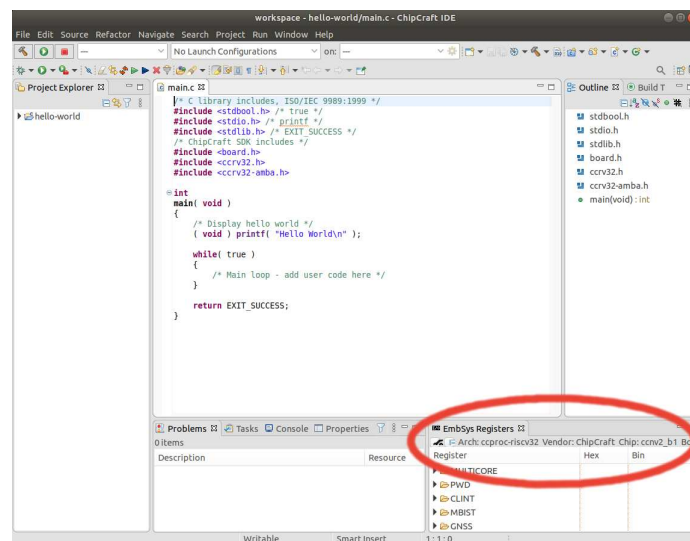 workspace - hello-world/main.c - ChipCraft IDE
File Edit Source Refactor Navigate Search Project Run Window Help
No Launch Configurations on: —
Project Explorer
main.c
Outline
Build T
hello-world
/* C library includes, ISO/IEC 9989:1999 */
#include <stdbool.h> /* true */
#include <stdio.h> /* printf */
#include <stdlib.h> /* EXIT_SUCCESS */
/* ChipCraft SDK includes */
#include <board.h>
#include <ccrv32.h>
#include <ccrv32-amba.h>
int
main( void )
{
/* Display hello world */
( void ) printf( "Hello World\n" );
while( true )
{
/* Main loop - add user code here */
}
return EXIT_SUCCESS;
}
stdbool.h
stdio.h
stdlib.h
board.h
ccrv32.h
ccrv32-amba.h
main(void) : int
Problems Tasks Console Properties
0 items
Description Resource
EmbSys Registers
Arch: ccproc-riscv32 Vendor: ChipCraft Chip: ccnv2_b1 Bo
Register Hex Bin
MULTICORE
PWD
CLINT
MBIST
GNSS
Writable Smart Insert 1 : 1 : 0